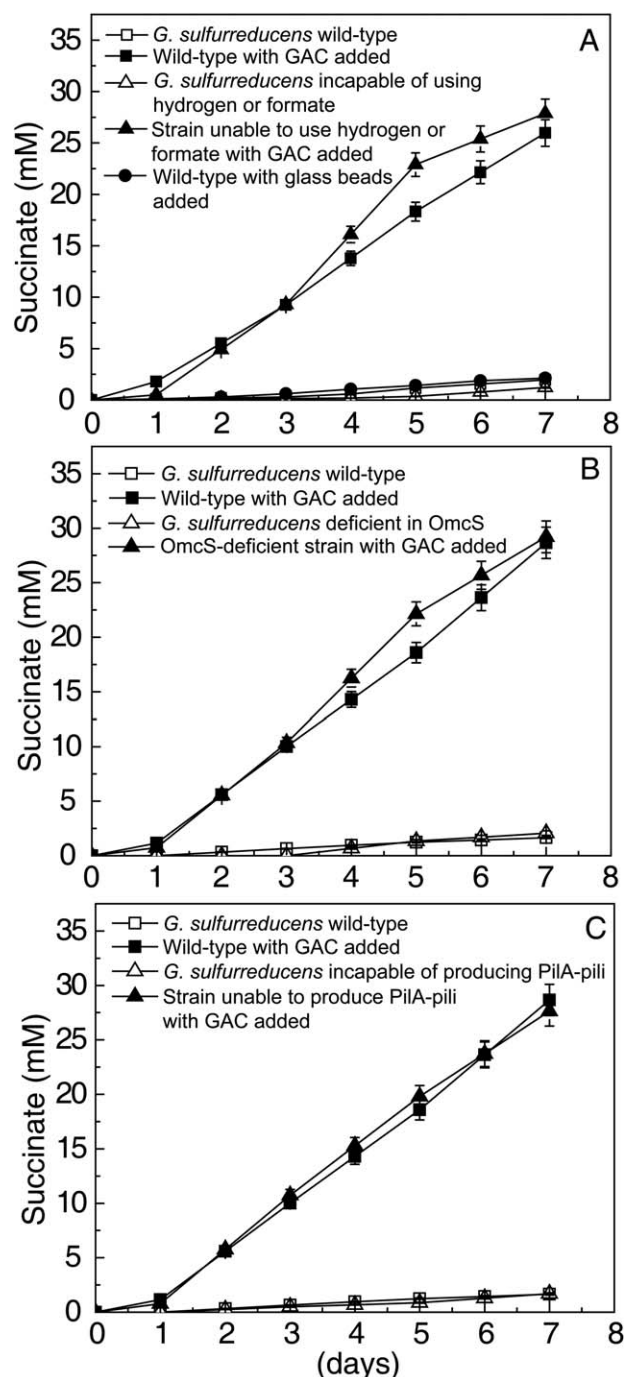 A
G. sulfurreducens wild-type
Wild-type with GAC added
G. sulfurreducens incapable of using
hydrogen or formate
Strain unable to use hydrogen or
formate with GAC added
Wild-type with glass beads
added
Succinate (mM)
35
30
25
20
15
10
5
0
0 1 2 3 4 5 6 7 8
B
G. sulfurreducens wild-type
Wild-type with GAC added
G. sulfurreducens deficient in OmcS
OmcS-deficient strain with GAC added
Succinate (mM)
35
30
25
20
15
10
5
0
0 1 2 3 4 5 6 7 8
C
G. sulfurreducens wild-type
Wild-type with GAC added
G. sulfurreducens incapable of producing PilA-pili
Strain unable to produce PilA-pili
with GAC added
Succinate (mM)
35
30
25
20
15
10
5
0
0 1 2 3 4 5 6 7 8
(days)